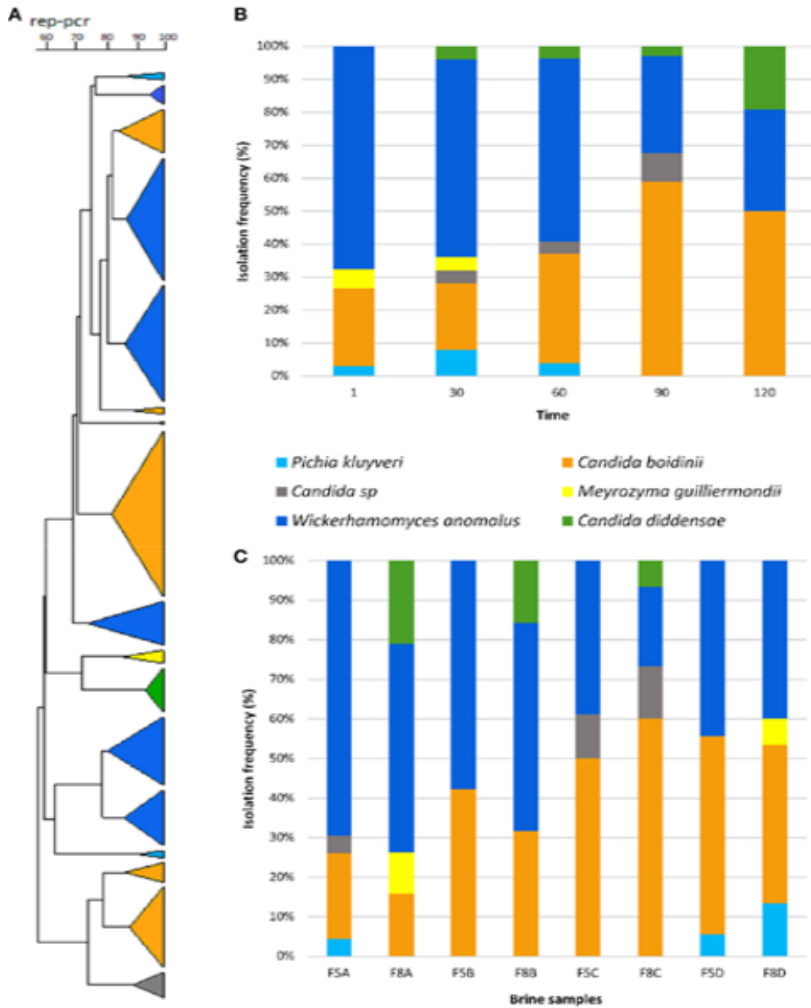 A
rep-pcr
60 70 80 90 100
B
100%
90%
80%
70%
60%
50%
40%
30%
20%
10%
0%
Isolation frequency (%)
1 30 60 90 120
Time
Pichia kluyveri
Candida boidinii
Candida sp
Meyrozyma guilliermondii
Wickerhamomyces anomalus
Candida diddensae
C
100%
90%
80%
70%
60%
50%
40%
30%
20%
10%
0%
Isolation frequency (%)
F5A F8A F5B F8B F5C F8C F5D F8D
Brine samples